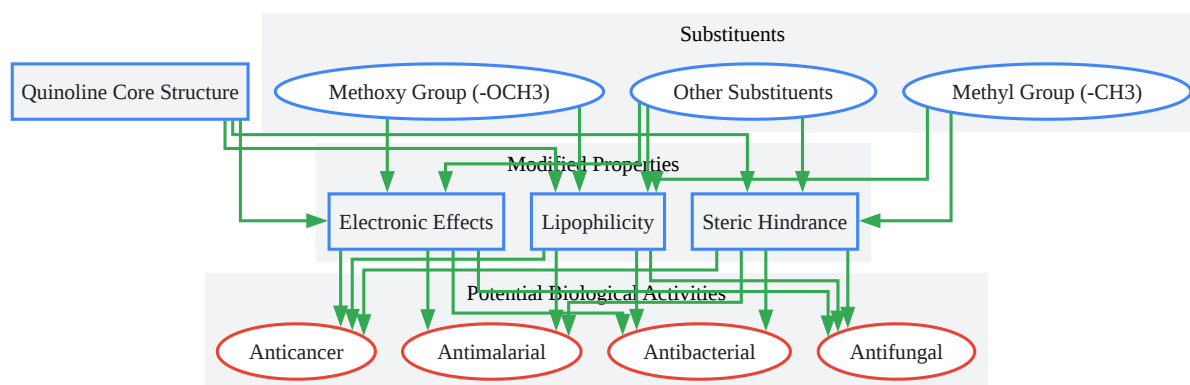 Substituents
Quinoline Core Structure
Methoxy Group (-OCH3)
Other Substituents
Methyl Group (-CH3)
Modified Properties
Electronic Effects
Lipophilicity
Steric Hindrance
Potential Biological Activities
Anticancer
Antimalarial
Antibacterial
Antifungal